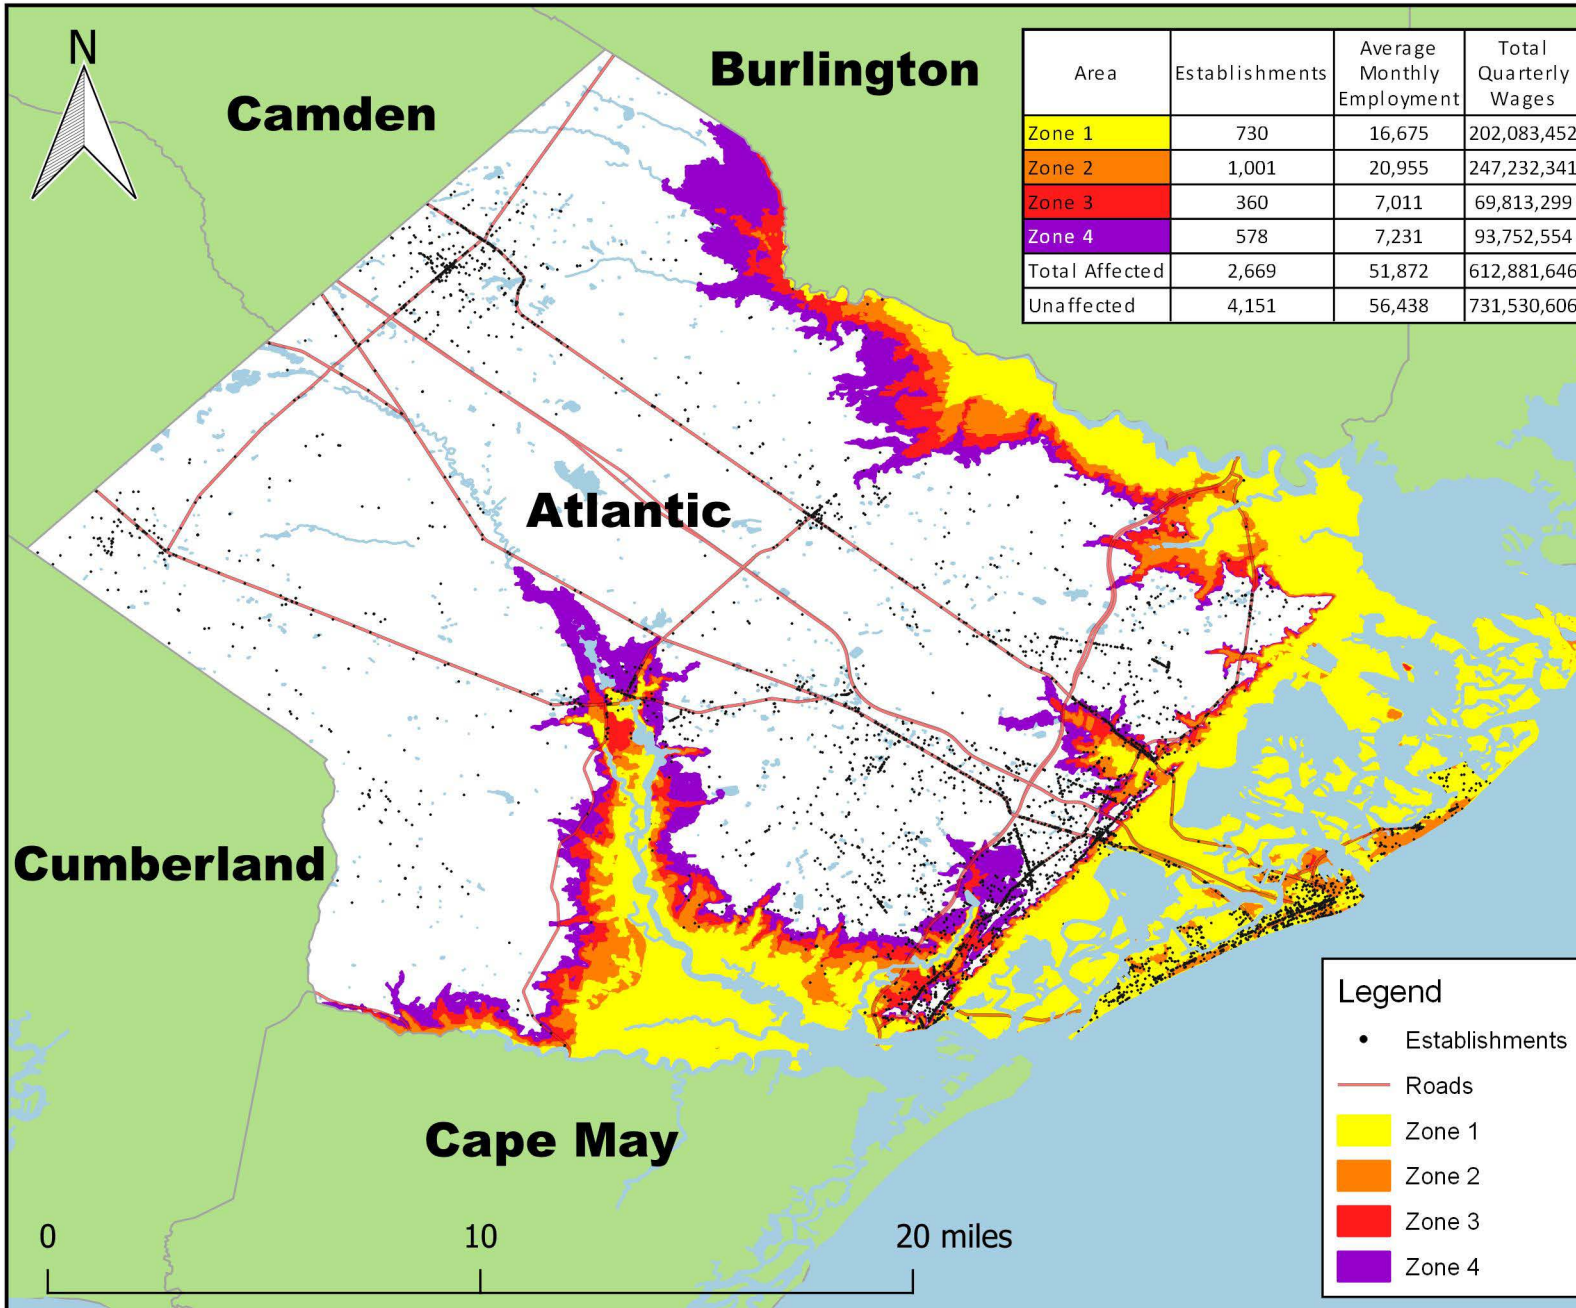 N
Camden
Burlington
Area Establishments Average Monthly Employment Total Quarterly Wages
Zone 1 730 16,675 202,083,452
Zone 2 1,001 20,955 247,232,341
Zone 3 360 7,011 69,813,299
Zone 4 578 7,231 93,752,554
Total Affected 2,669 51,872 612,881,646
Unaffected 4,151 56,438 731,530,606
Atlantic
Cumberland
Cape May
0 10 20 miles
Legend
Establishments
Roads
Zone 1
Zone 2
Zone 3
Zone 4